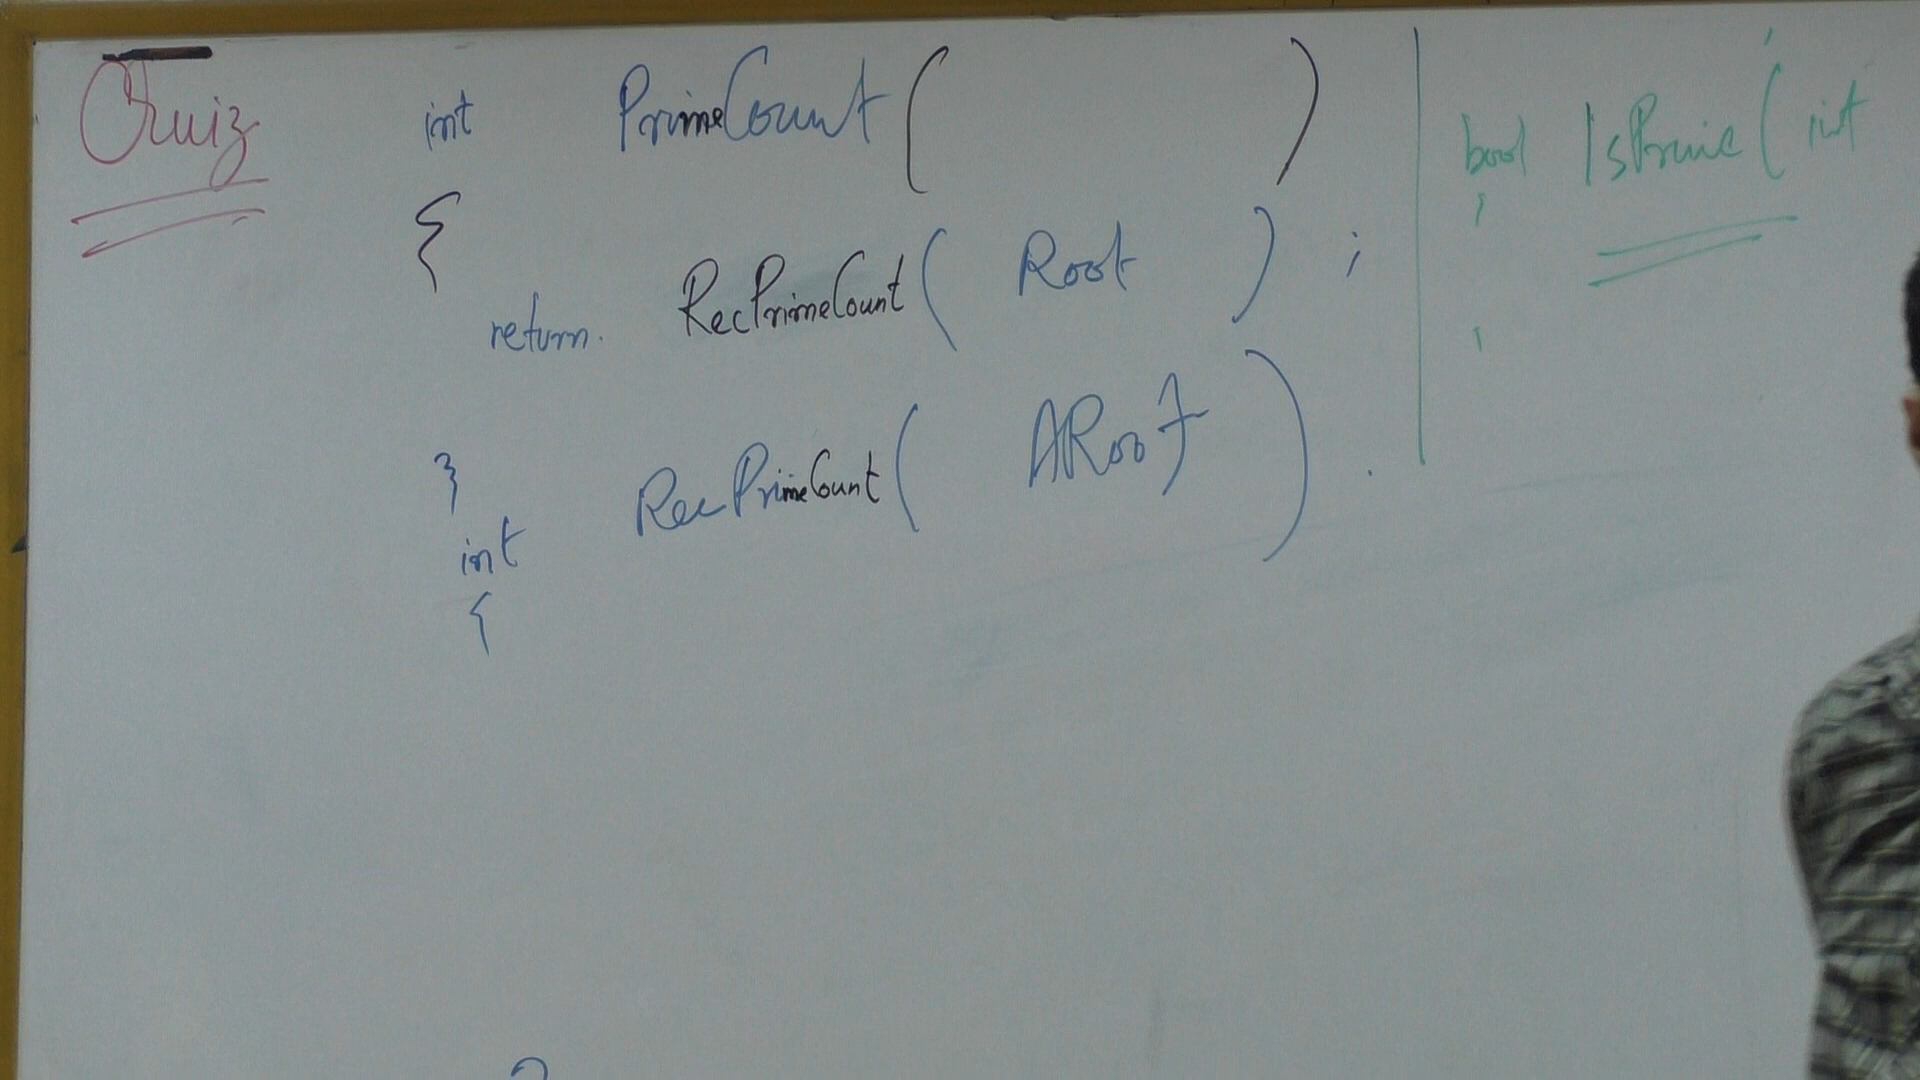 Quiz
int PrimeCount( )
{
return. RecPrimeCount( Root ) ;
}
int RecPrimeCount( ARoot ) .
{
bool IsPrime( int